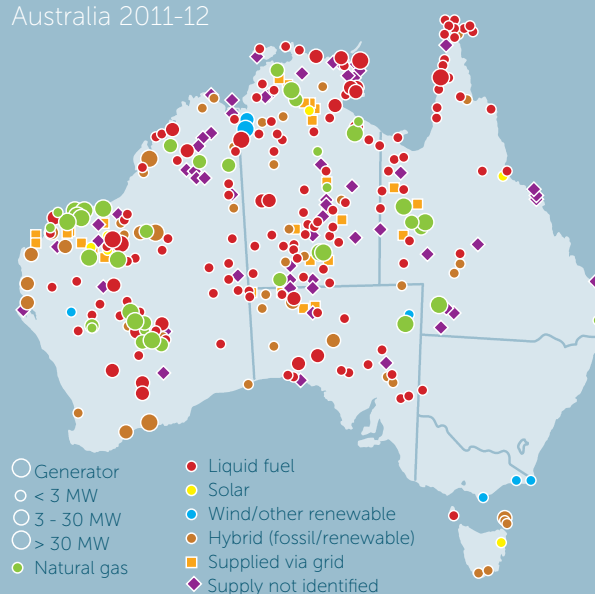 Australia 2011-12
Generator
< 3 MW
3 - 30 MW
> 30 MW
Natural gas
Liquid fuel
Solar
Wind/other renewable
Hybrid (fossil/renewable)
Supplied via grid
Supply not identified